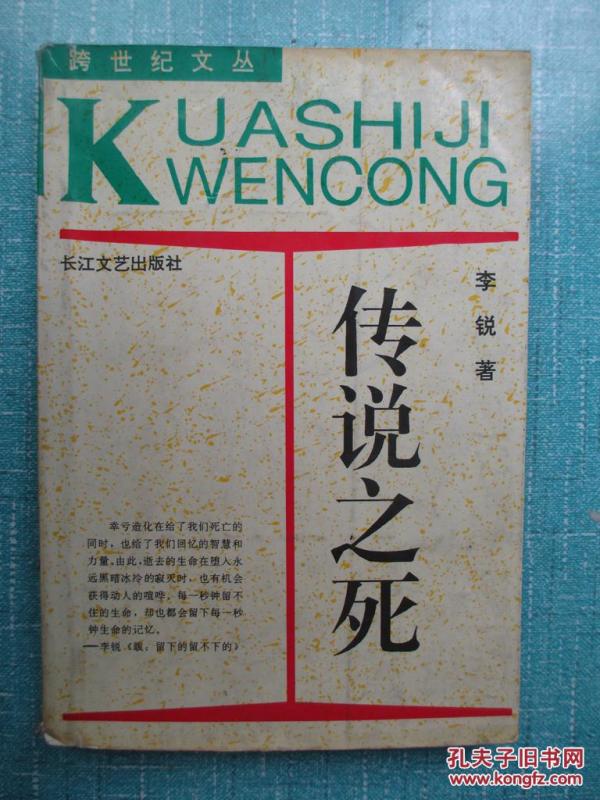 跨世纪文丛
KUASHIJI
WENCONG
长江文艺出版社
李锐著
传说之死
幸亏造化在给了我们死亡的
同时，也给了我们回忆的智慧和
力量。由此，逝去的生命在堕入永
远黑暗冰冷的寂灭时，也有机会
获得动人的喧哗。每一秒钟留不
住的生命，却也都会留下每一秒
钟生命的记忆。
——李锐《跋：留下的留不下的》
孔夫子旧书网
www.kongfz.com